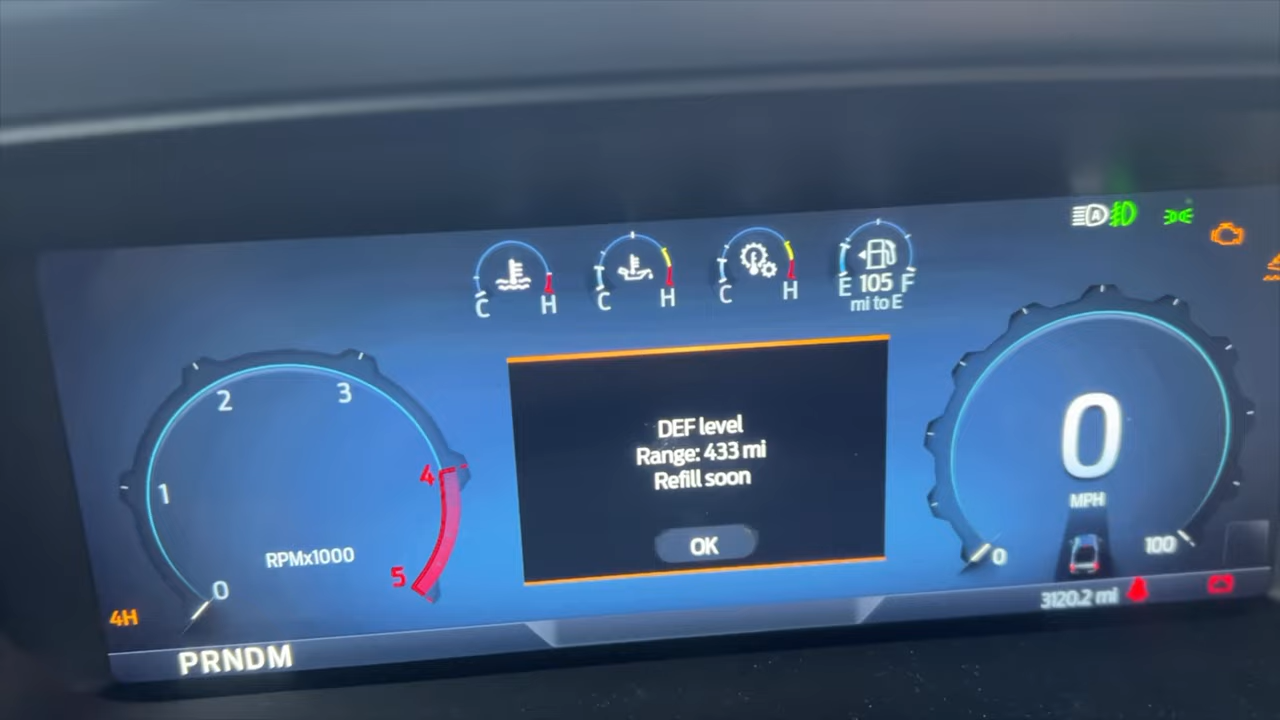 C H
C H
C H
E 105 F
mi to E
A
1
2
3
4
5
0
RPMx1000
DEF level
Range: 433 mi
Refill soon
OK
0
MPH
0
100
4H
PRNDM
3120.2 mi